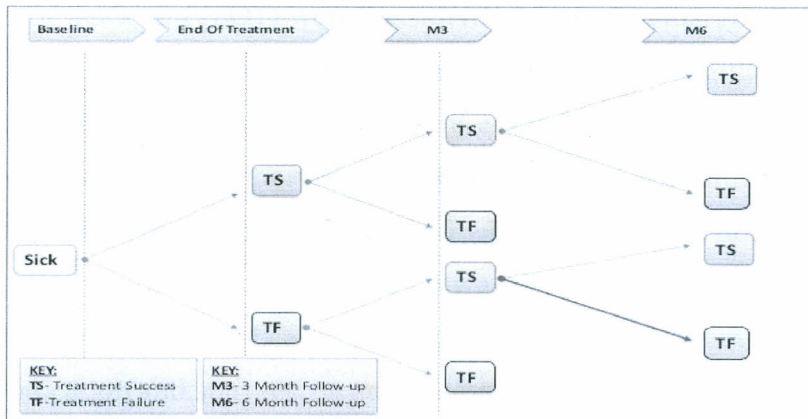 Baseline
End Of Treatment
M3
M6
TS
TS
TS
TF
TF
TS
Sick
TS
TF
TF
TF
KEY:
TS- Treatment Success
TF-Treatment Failure
KEY:
M3- 3 Month Follow-up
M6- 6 Month Follow-up